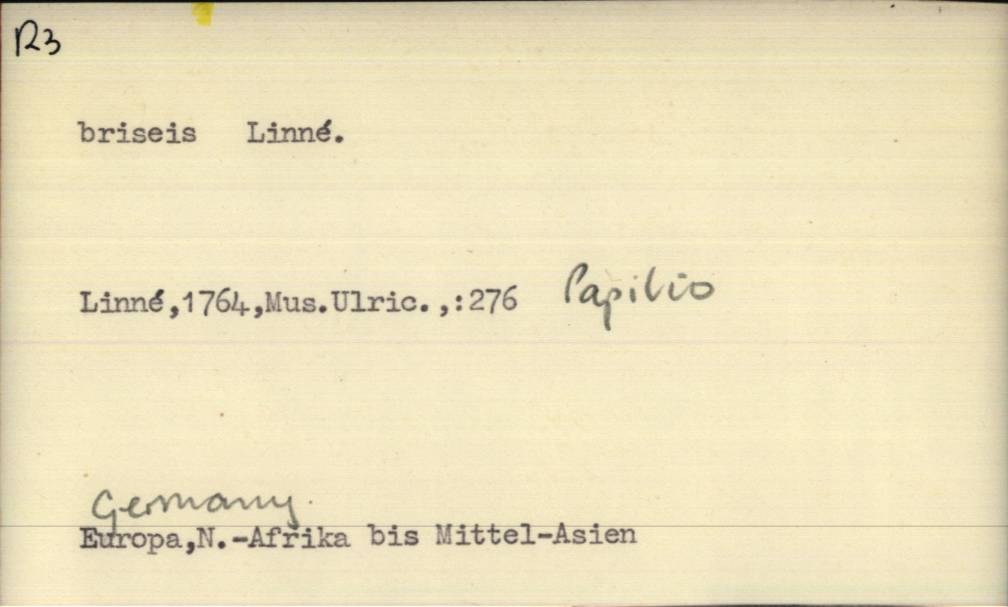 R3
briseis Linné.
Linné,1764,Mus.Ulric.,:276 Papilio
Germany.
Europa,N.-Afrika bis Mittel-Asien